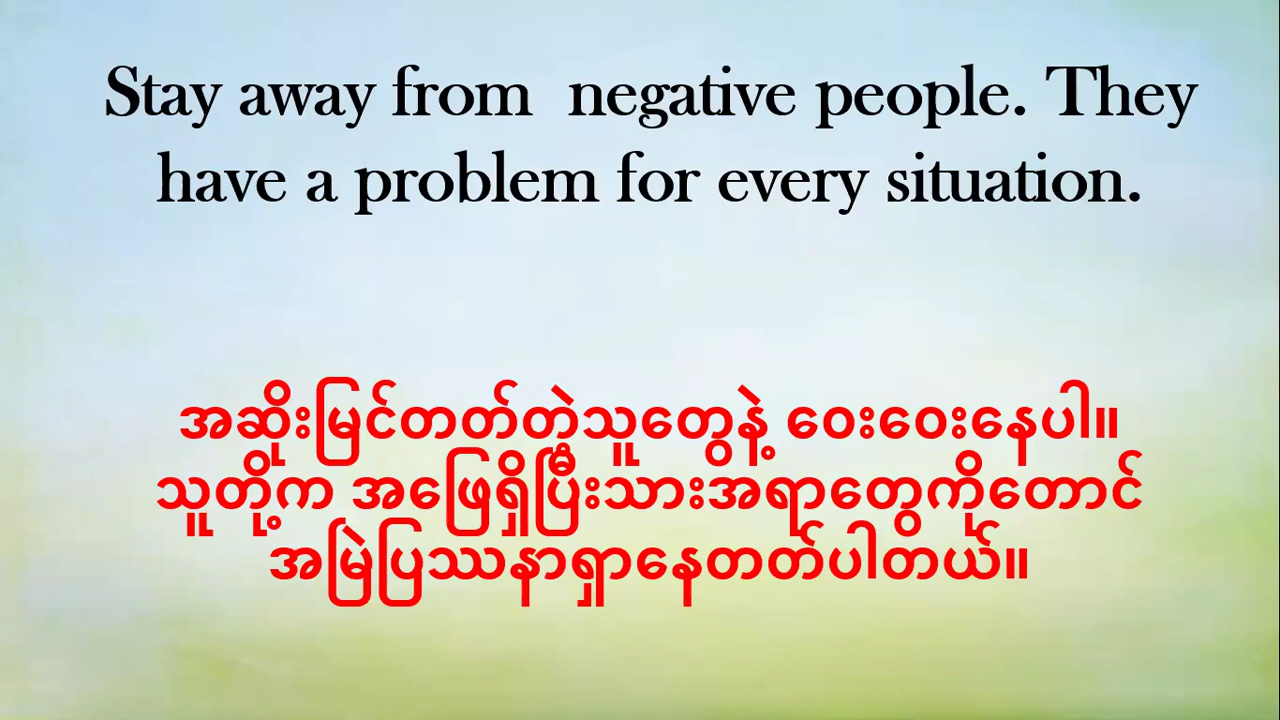 Stay away from negative people. They
have a problem for every situation.
အဆိုးမြင်တတ်တဲ့သူတွေနဲ့ ဝေးဝေးနေပါ။
သူတို့က အဖြေရှိပြီးသားအရာတွေကိုတောင်
အမြဲပြဿနာရှာနေတတ်ပါတယ်။